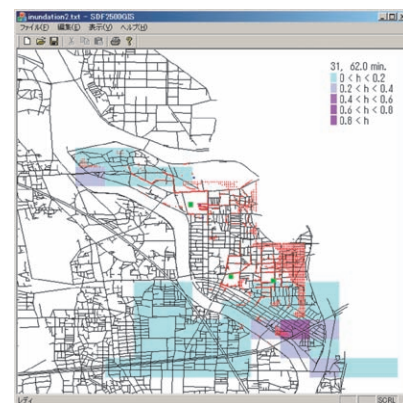 inundation2.txt - SDF2500GIS
ファイル(F) 編集(E) 表示(V) ヘルプ(H)
31, 62.0 min.
0 < h < 0.2
0.2 < h < 0.4
0.4 < h < 0.6
0.6 < h < 0.8
0.8 < h
レディ SCRL